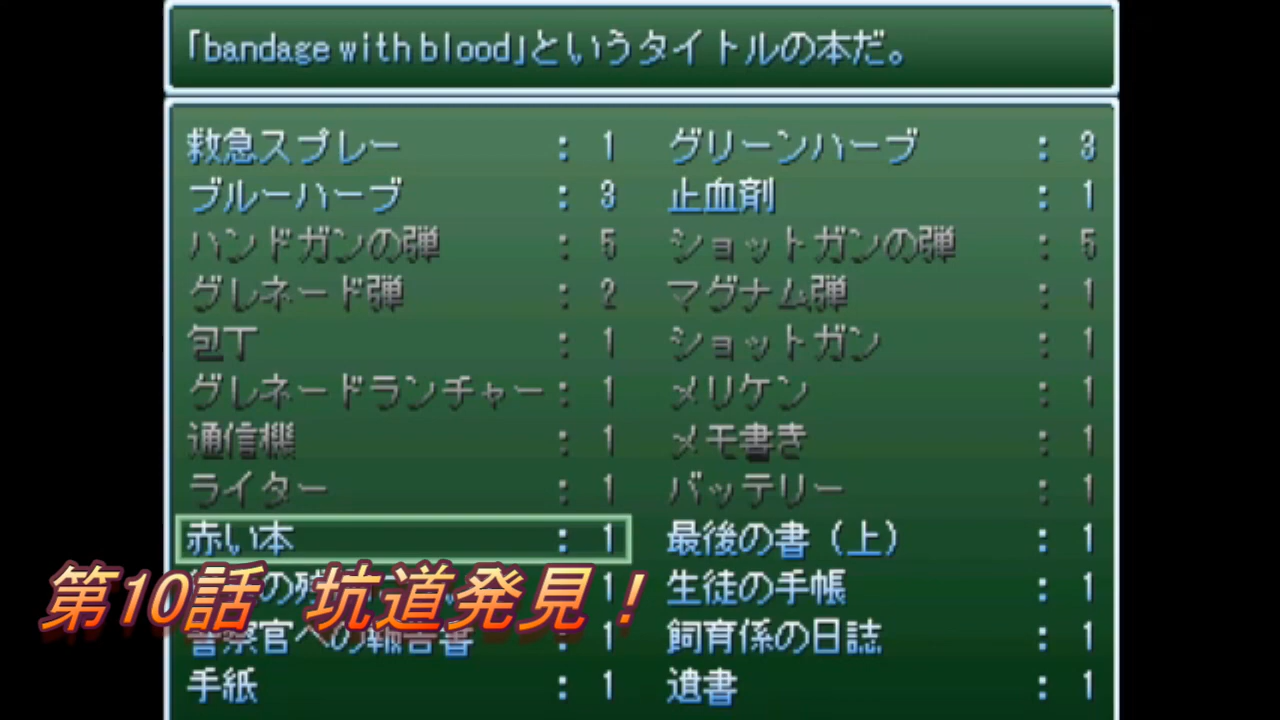 「bandage with blood」というタイトルの本だ。
救急スプレー : 1 グリーンハーブ : 3
ブルーハーブ : 3 止血剤 : 1
ハンドガンの弾 : 5 ショットガンの弾 : 5
グレネード弾 : 2 マグナム弾 : 1
包丁 : 1 ショットガン : 1
グレネードランチャー : 1 メリケン : 1
通信機 : 1 メモ書き : 1
ライター : 1 バッテリー : 1
赤い本 : 1 最後の書(上) : 1
1 生徒の手帳 : 1
第10話 坑道発見!
警察官への報告書 : 1 飼育係の日誌 : 1
手紙 : 1 遺書 : 1